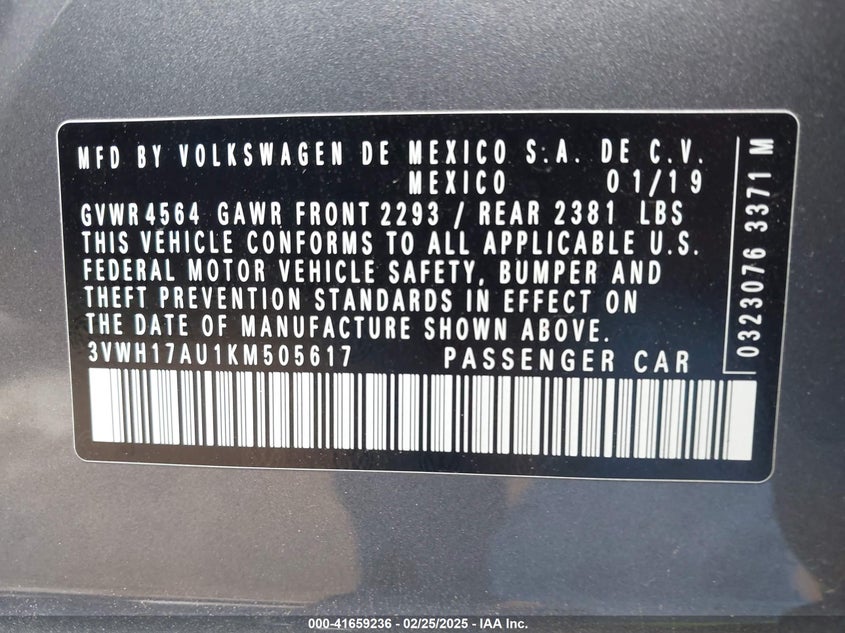 MFD BY VOLKSWAGEN DE MEXICO S.A. DE C.V.
MEXICO 01/19
GVWR 4564 GAWR FRONT 2293 / REAR 2381 LBS
THIS VEHICLE CONFORMS TO ALL APPLICABLE U.S.
FEDERAL MOTOR VEHICLE SAFETY, BUMPER AND
THEFT PREVENTION STANDARDS IN EFFECT ON
THE DATE OF MANUFACTURE SHOWN ABOVE.
3VWH17AU1KM505617 PASSENGER CAR
0323076 3371 M
000-41659236 - 02/25/2025 - IAA Inc.